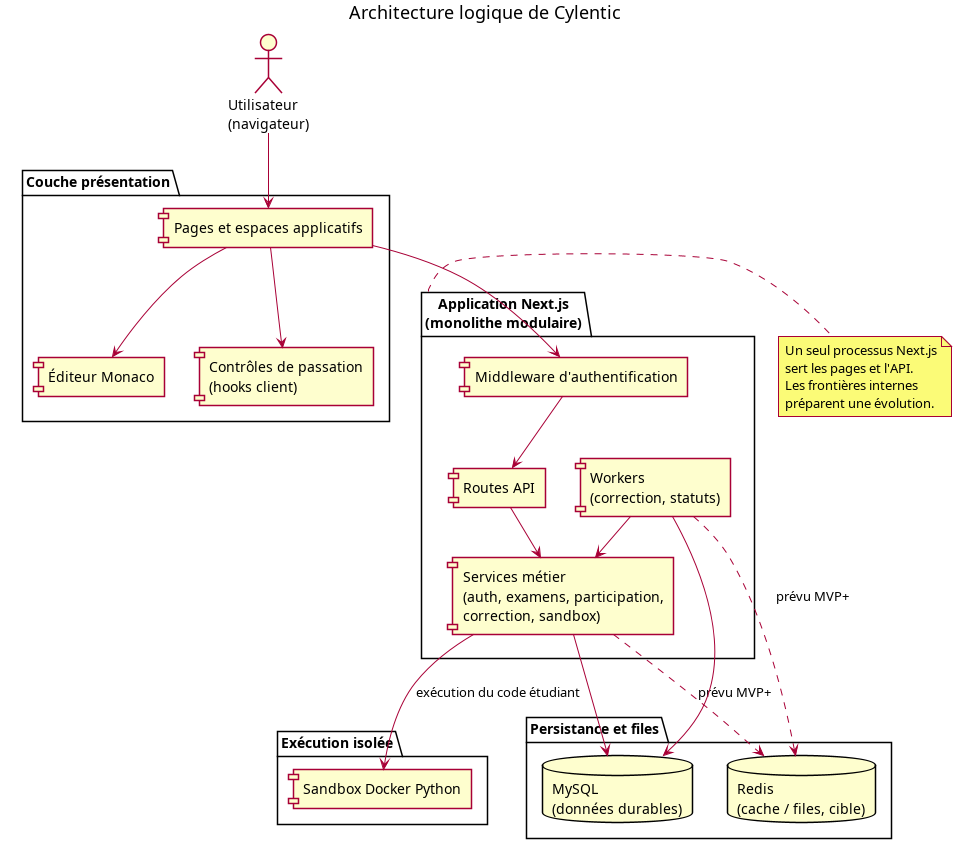 Architecture logique de Cylentic
Utilisateur
(navigateur)
Couche présentation
Pages et espaces applicatifs
Éditeur Monaco
Contrôles de passation
(hooks client)
Application Next.js
(monolithe modulaire)
Middleware d'authentification
Un seul processus Next.js
sert les pages et l'API.
Les frontières internes
préparent une évolution.
Routes API
Workers
(correction, statuts)
Services métier
(auth, examens, participation,
correction, sandbox)
prévu MVP+
exécution du code étudiant
prévu MVP+
Exécution isolée
Sandbox Docker Python
Persistance et files
MySQL
(données durables)
Redis
(cache / files, cible)